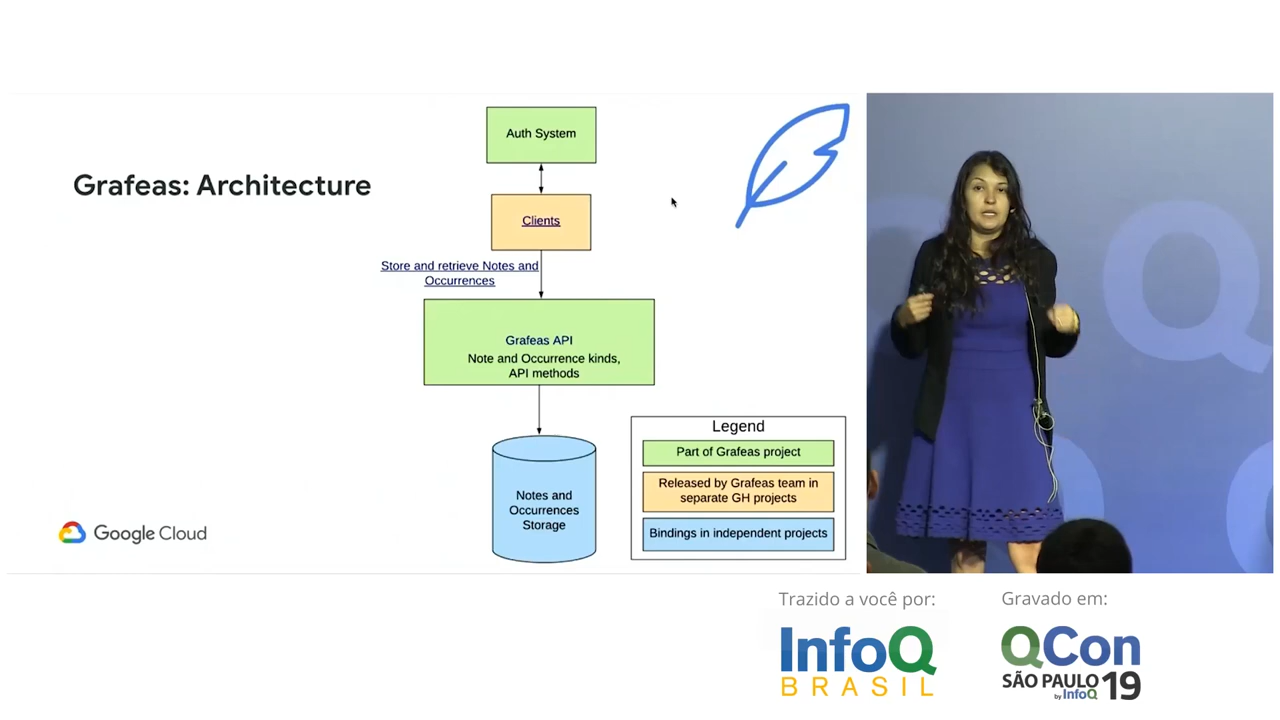 Grafeas: Architecture
Auth System
Clients
Store and retrieve Notes and
Occurrences
Grafeas API
Note and Occurrence kinds,
API methods
Notes and
Occurrences
Storage
Legend
Part of Grafeas project
Released by Grafeas team in
separate GH projects
Bindings in independent projects
Google Cloud
Trazido a você por:
InfoQ
BRASIL
Gravado em:
QCon
SÃO PAULO 19
by InfoQ